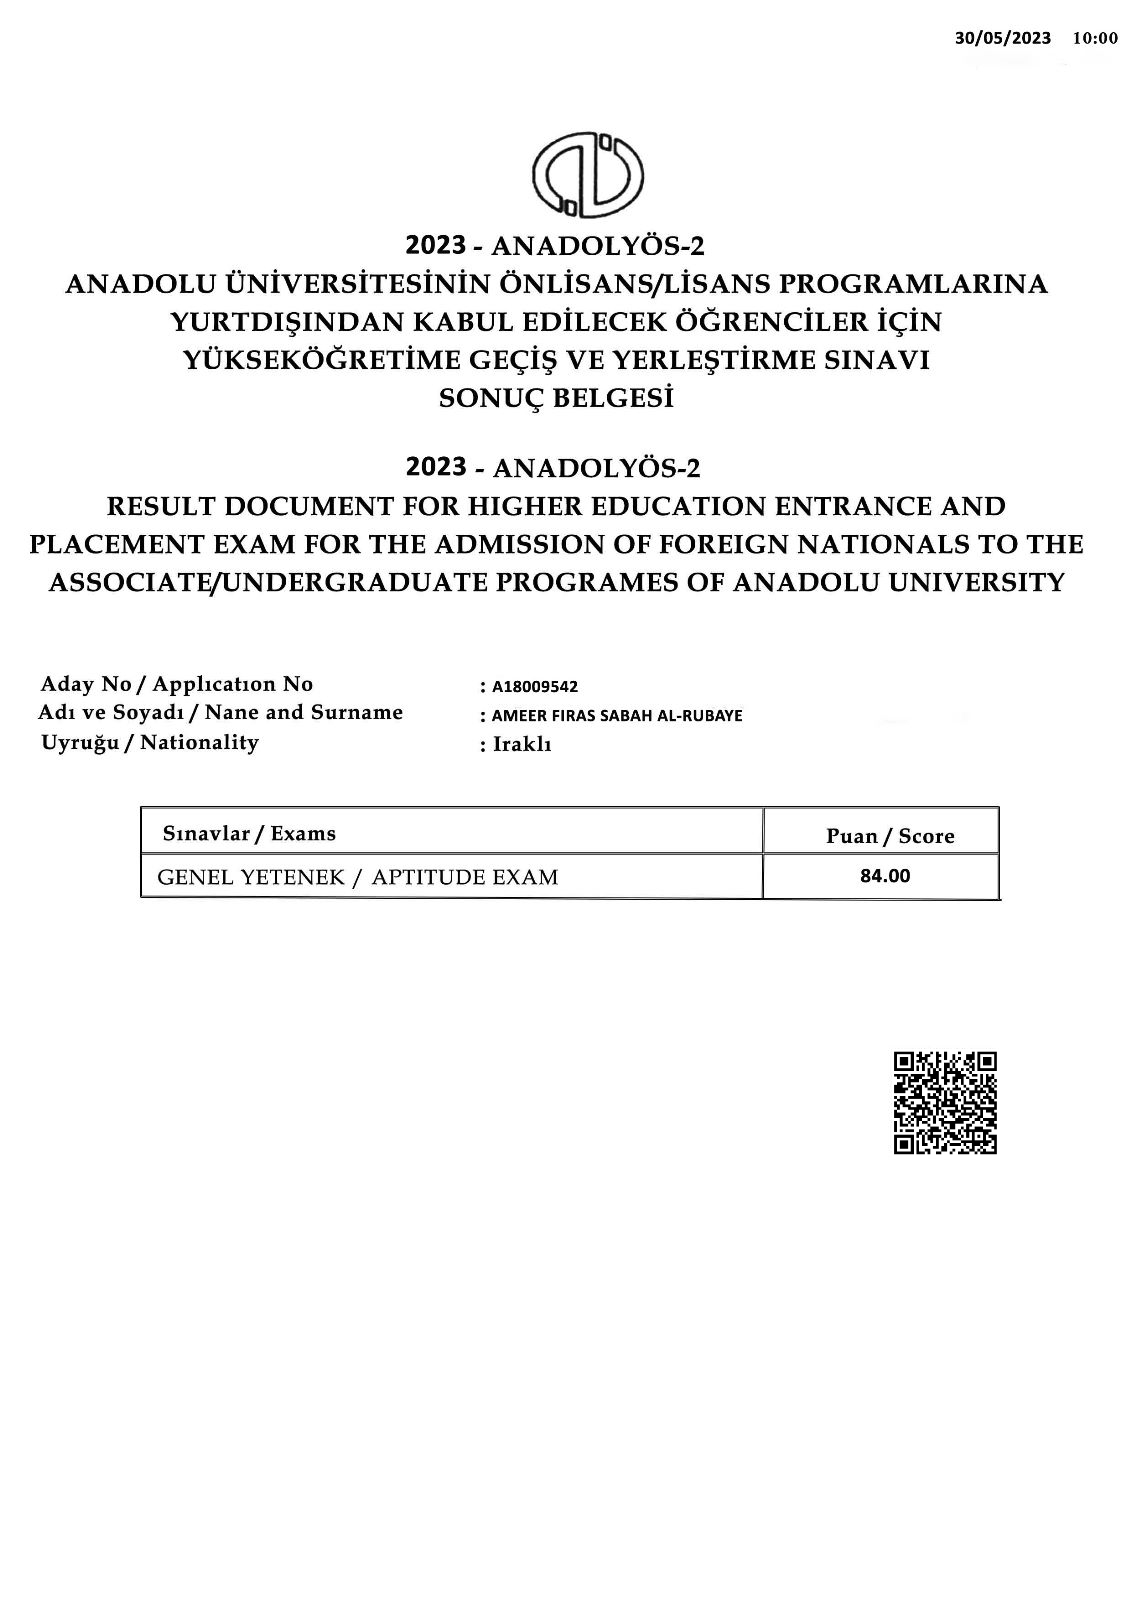 30/05/2023 10:00
2023 - ANADOLYÖS-2
ANADOLU ÜNİVERSİTESİNİN ÖNLİSANS/LİSANS PROGRAMLARINA
YURTDIŞINDAN KABUL EDİLECEK ÖĞRENCİLER İÇİN
YÜKSEKÖĞRETİME GEÇİŞ VE YERLEŞTİRME SINAVI
SONUÇ BELGESİ
2023 - ANADOLYÖS-2
RESULT DOCUMENT FOR HIGHER EDUCATION ENTRANCE AND
PLACEMENT EXAM FOR THE ADMISSION OF FOREIGN NATIONALS TO THE
ASSOCIATE/UNDERGRADUATE PROGRAMES OF ANADOLU UNIVERSITY
Aday No / Applıcatıon No : A18009542
Adı ve Soyadı / Nane and Surname : AMEER FIRAS SABAH AL-RUBAYE
Uyruğu / Nationality : Iraklı
Sınavlar / Exams Puan / Score
GENEL YETENEK / APTITUDE EXAM 84.00